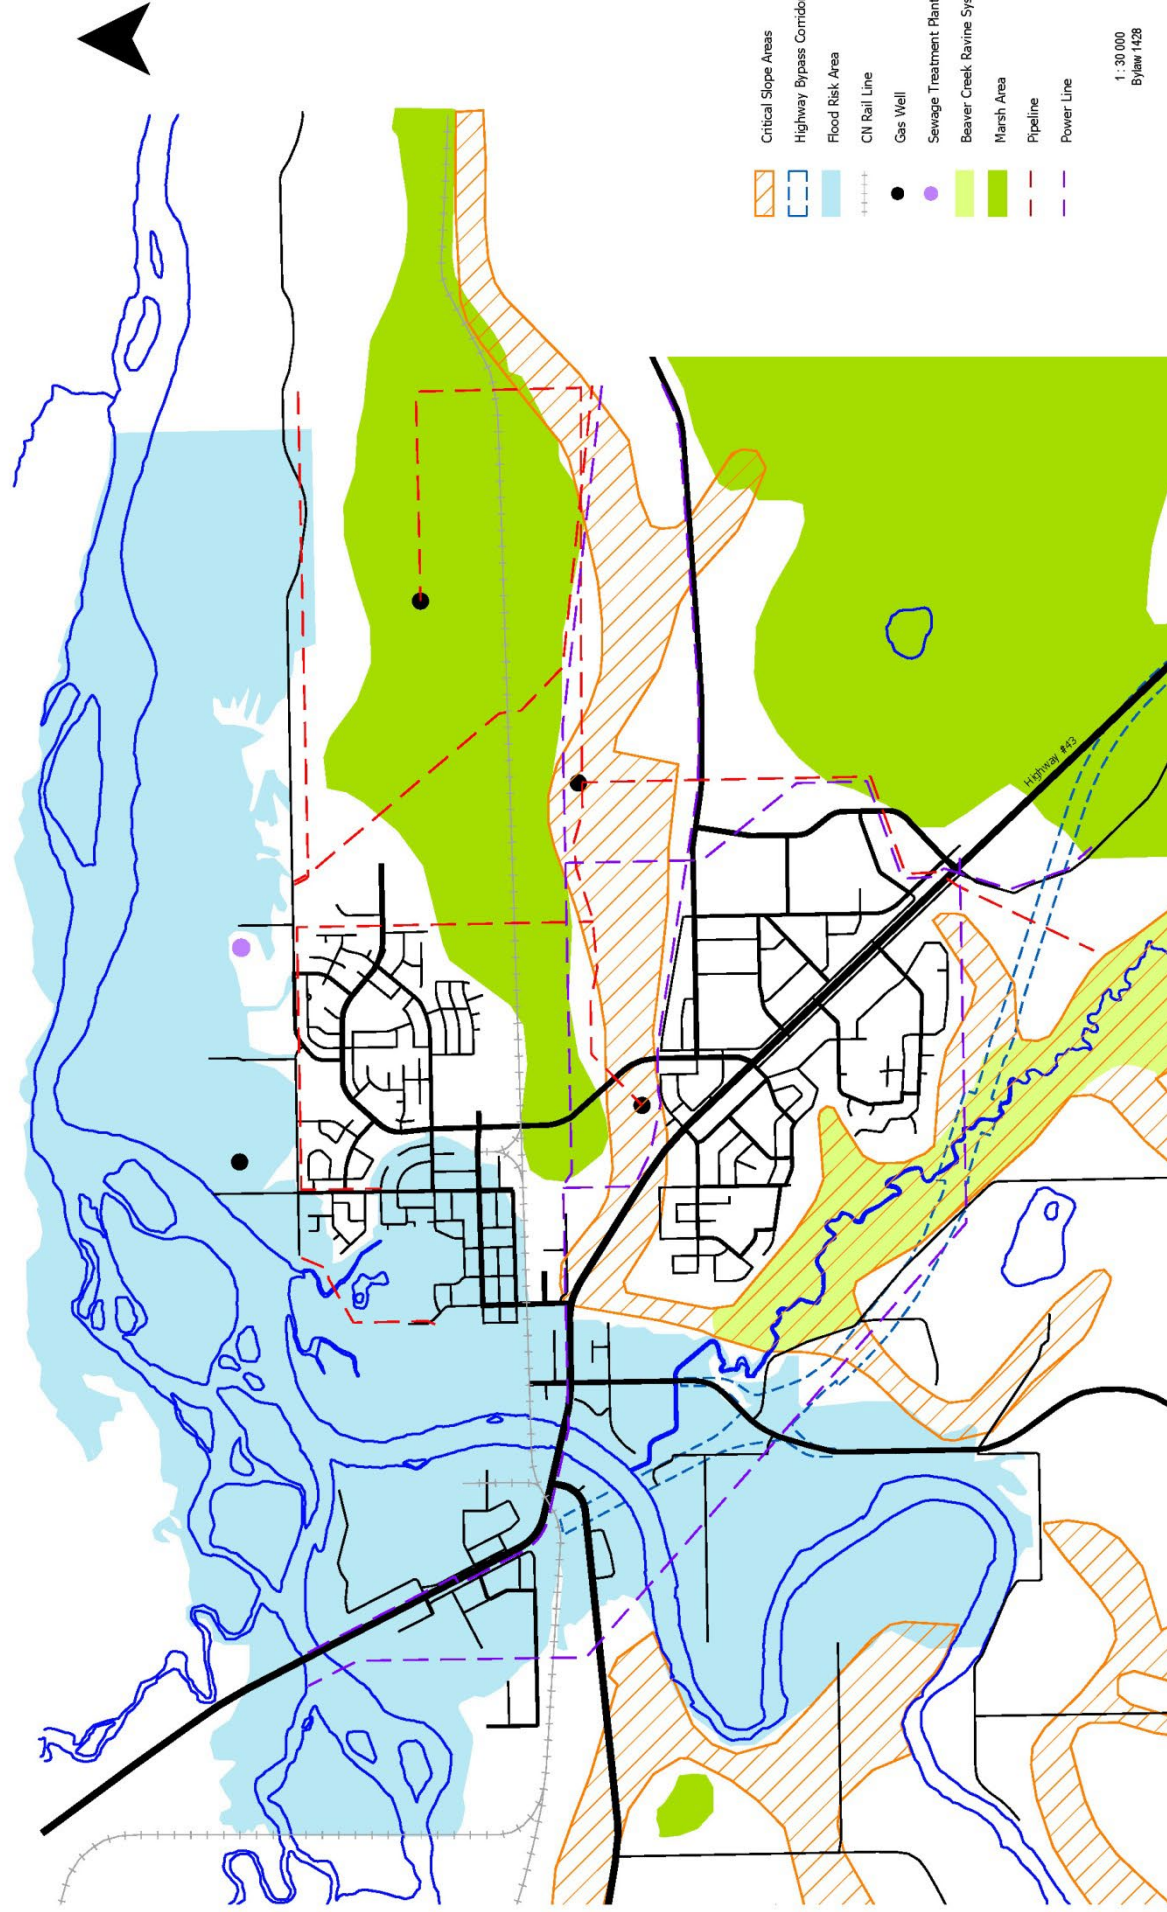 Critical Slope Areas
Highway Bypass Corrido
Flood Risk Area
CN Rail Line
Gas Well
Sewage Treatment Plant
Beaver Creek Ravine Sys
Marsh Area
Pipeline
Power Line
1 : 30 000
Bylaw 1428
Highway #43